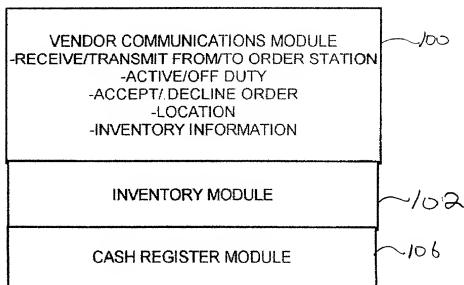 VENDOR COMMUNICATIONS MODULE
100
-RECEIVE/TRANSMIT FROM/TO ORDER STATION
-ACTIVE/OFF DUTY
-ACCEPT/DECLINE ORDER
-LOCATION
-INVENTORY INFORMATION
INVENTORY MODULE
102
CASH REGISTER MODULE
106